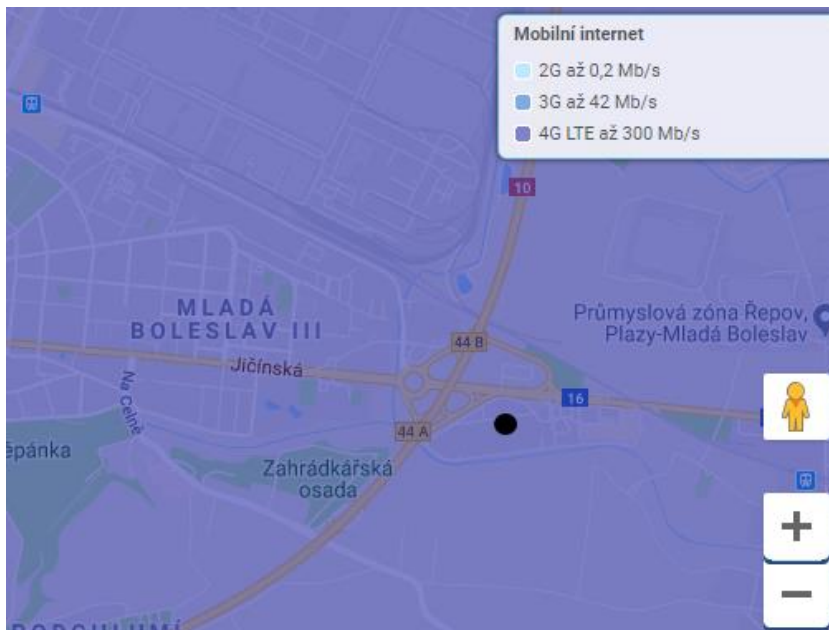 Mobilní internet
2G až 0,2 Mb/s
3G až 42 Mb/s
4G LTE až 300 Mb/s
10
MLADÁ
BOLESLAV III
Průmyslová zóna Řepov,
Plazy-Mladá Boleslav
44 B
Jičínská
Na Celně
16
44 A
ěpánka
Zahrádkářská
osada